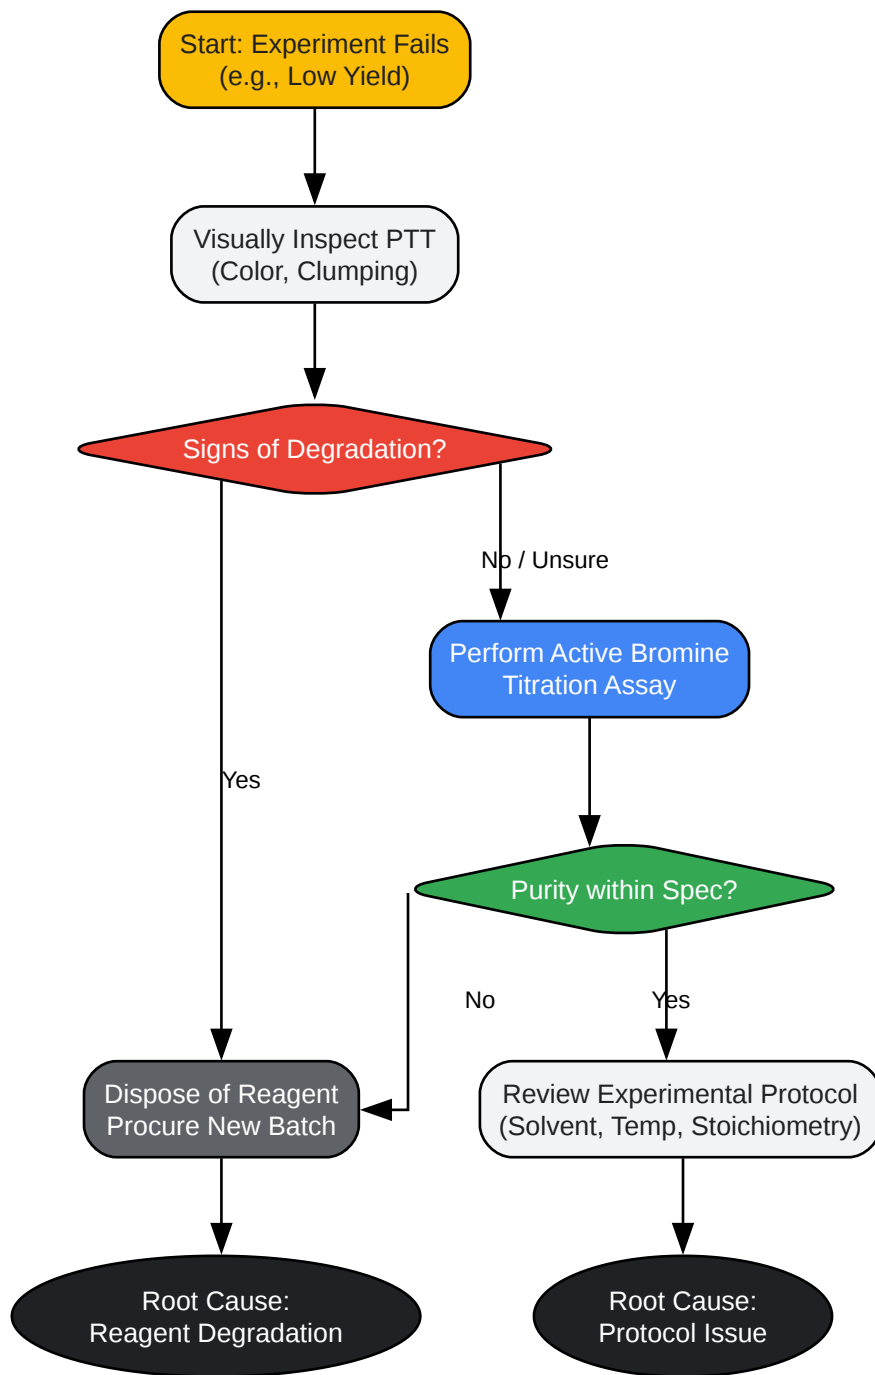 Start: Experiment Fails
(e.g., Low Yield)
Visually Inspect PTT
(Color, Clumping)
Signs of Degradation?
No / Unsure
Perform Active Bromine
Titration Assay
Yes
Purity within Spec?
No
Yes
Dispose of Reagent
Procure New Batch
Review Experimental Protocol
(Solvent, Temp, Stoichiometry)
Root Cause:
Reagent Degradation
Root Cause:
Protocol Issue